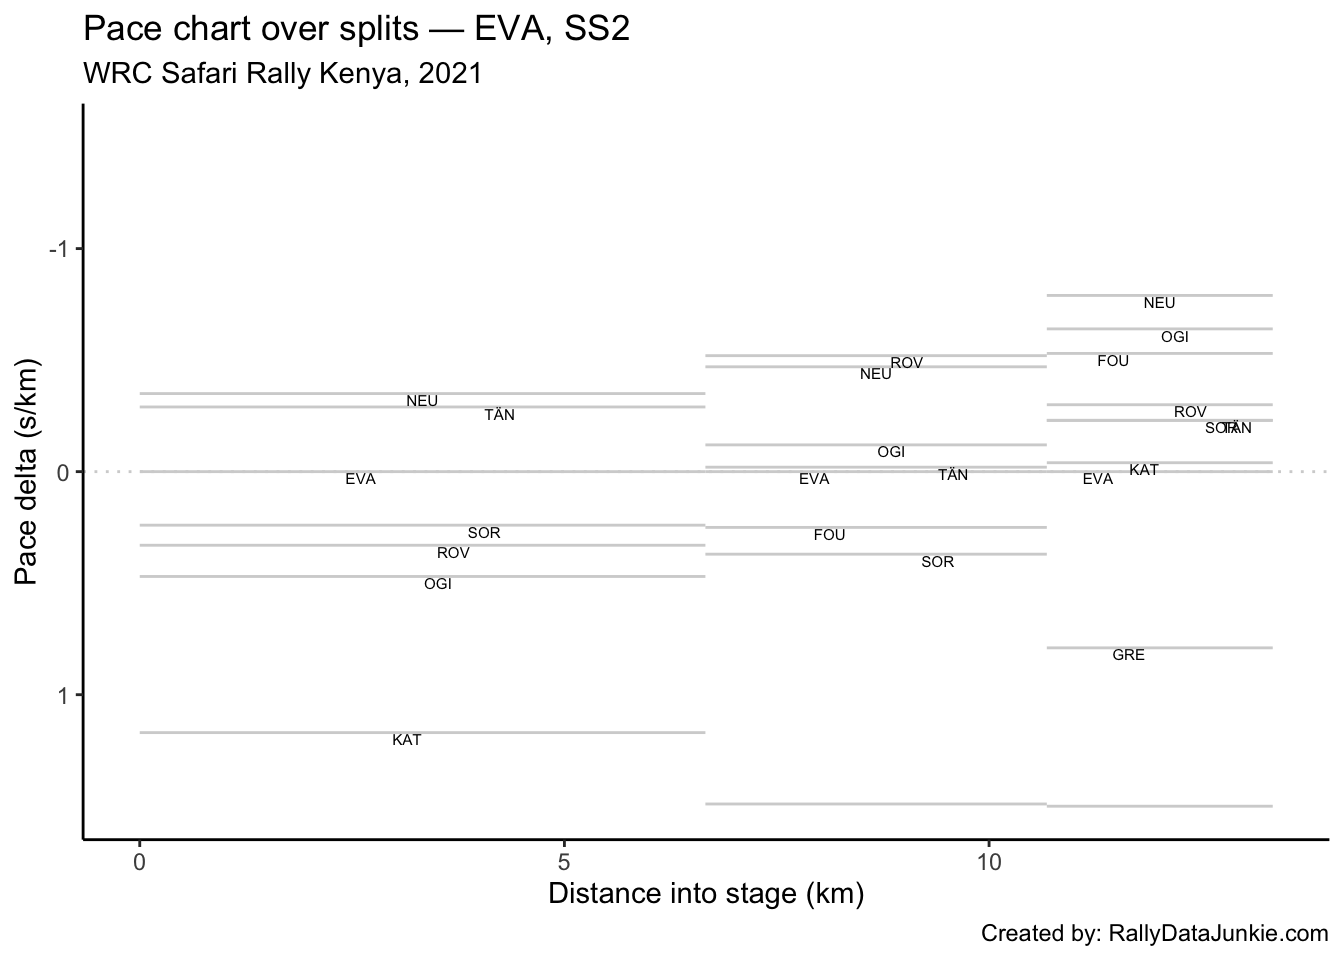 Pace chart over splits — EVA, SS2
WRC Safari Rally Kenya, 2021
Pace delta (s/km)
-1
0
1
NEU
TÄN
EVA
SOR
ROV
OGI
KAT
ROV
NEU
OGI
TÄN
EVA
FOU
SOR
NEU
OGI
FOU
ROV
SOR
TÄN
KAT
EVA
GRE
0
5
10
Distance into stage (km)
Created by: RallyDataJunkie.com